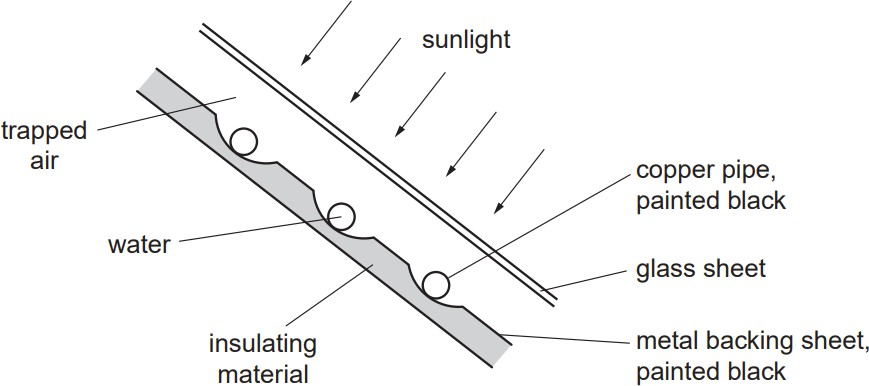 sunlight
trapped
air
copper pipe,
painted black
water
glass sheet
insulating
material
metal backing sheet,
painted black